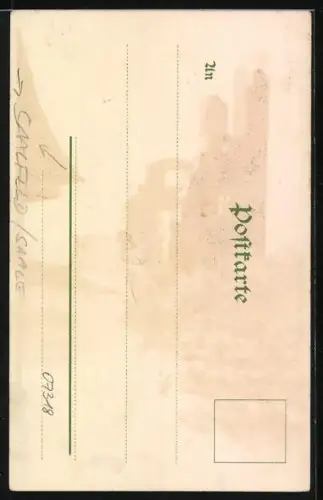 Postkarte
An
→ SAALFELD / SAALE
07318